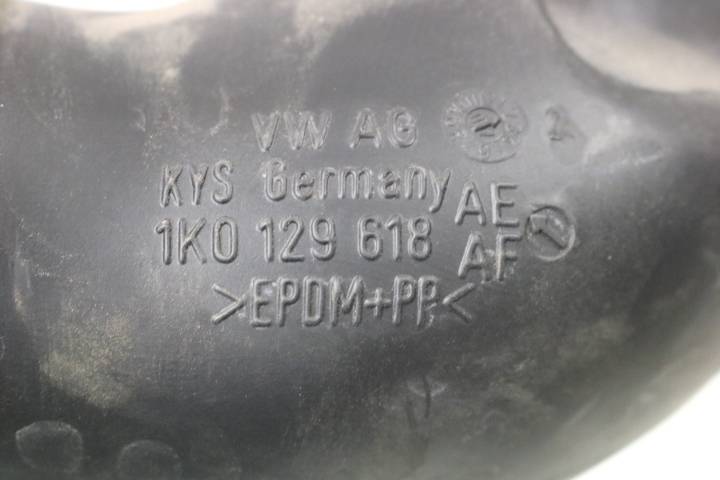 VW AG
KYS Germany
1K0 129 618 AE
AF
>EPDM+PP<